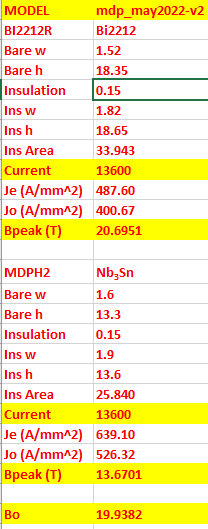 MODEL mdp_may2022-v2
BI2212R Bi2212
Bare w 1.52
Bare h 18.35
Insulation 0.15
Ins w 1.82
Ins h 18.65
Ins Area 33.943
Current 13600
Je (A/mm^2) 487.60
Jo (A/mm^2) 400.67
Bpeak (T) 20.6951
MDPH2 Nb₃Sn
Bare w 1.6
Bare h 13.3
Insulation 0.15
Ins w 1.9
Ins h 13.6
Ins Area 25.840
Current 13600
Je (A/mm^2) 639.10
Jo (A/mm^2) 526.32
Bpeak (T) 13.6701
Bo 19.9382